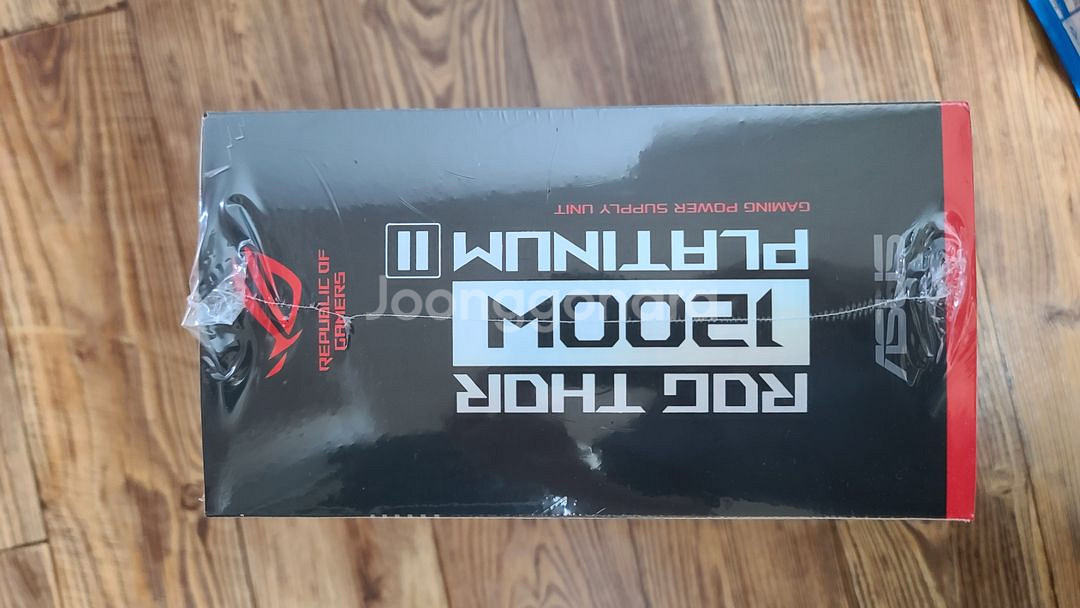 ROG THOR
1200W
PLATINUM II
GAMING POWER SUPPLY UNIT
REPUBLIC OF
GAMERS
ASUS
Joonggonara